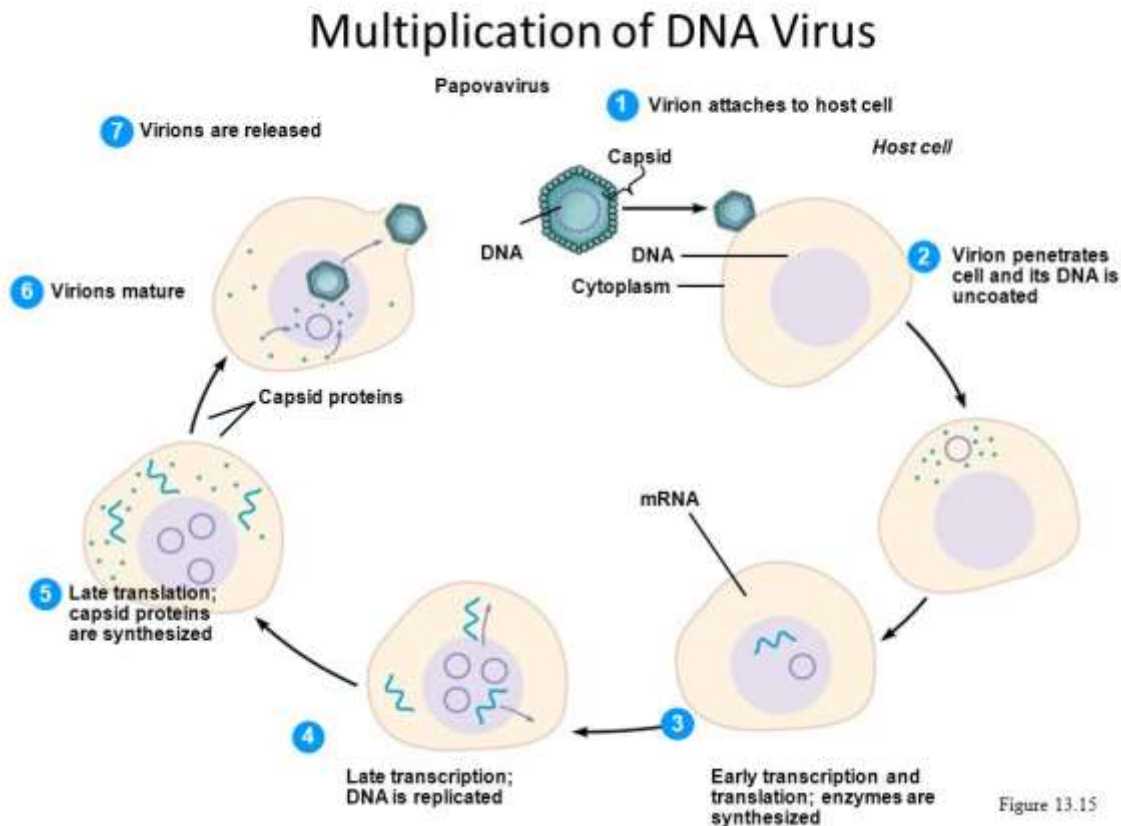 Multiplication of DNA Virus
Papovavirus
1 Virion attaches to host cell
7 Virions are released
Host cell
Capsid
DNA
DNA
Cytoplasm
2 Virion penetrates
cell and its DNA is
uncoated
6 Virions mature
Capsid proteins
mRNA
5 Late translation;
capsid proteins
are synthesized
3
4
Late transcription;
DNA is replicated
Early transcription and
translation; enzymes are
synthesized
Figure 13.15